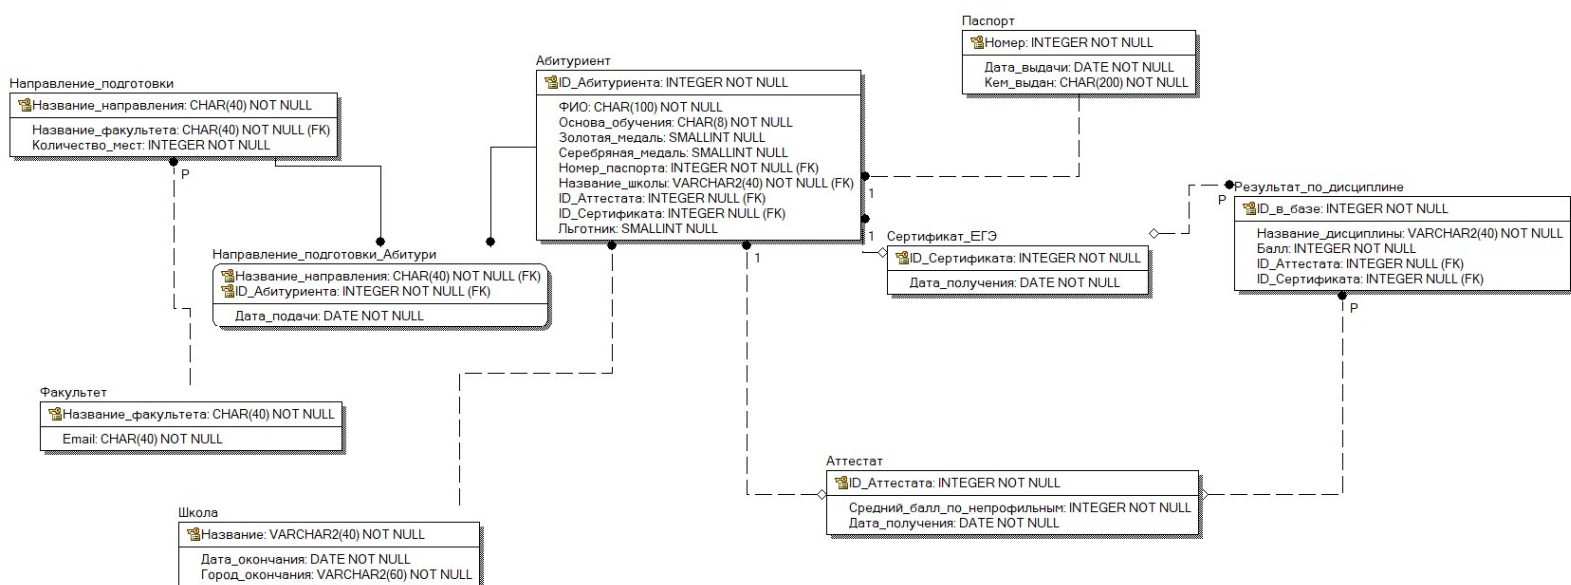 Паспорт
Номер: INTEGER NOT NULL
Дата_выдачи: DATE NOT NULL
Кем_выдан: CHAR(200) NOT NULL
Абитуриент
ID_Абитуриента: INTEGER NOT NULL
ФИО: CHAR(100) NOT NULL
Основа_обучения: CHAR(8) NOT NULL
Золотая_медаль: SMALLINT NULL
Серебряная_медаль: SMALLINT NULL
Номер_паспорта: INTEGER NOT NULL (FK)
Название_школы: VARCHAR2(40) NOT NULL (FK)
ID_Аттестата: INTEGER NULL (FK)
ID_Сертификата: INTEGER NULL (FK)
Льготник: SMALLINT NULL
Направление_подготовки
Название_направления: CHAR(40) NOT NULL
Название_факультета: CHAR(40) NOT NULL (FK)
Количество_мест: INTEGER NOT NULL
P
1
1
1
P
P
Результат_по_дисциплине
ID_в_базе: INTEGER NOT NULL
Название_дисциплины: VARCHAR2(40) NOT NULL
Балл: INTEGER NOT NULL
ID_Аттестата: INTEGER NULL (FK)
ID_Сертификата: INTEGER NULL (FK)
Сертификат_ЕГЭ
ID_Сертификата: INTEGER NOT NULL
Дата_получения: DATE NOT NULL
Направление_подготовки_Абитури
Название_направления: CHAR(40) NOT NULL (FK)
ID_Абитуриента: INTEGER NOT NULL (FK)
Дата_подачи: DATE NOT NULL
Факультет
Название_факультета: CHAR(40) NOT NULL
Email: CHAR(40) NOT NULL
Аттестат
ID_Аттестата: INTEGER NOT NULL
Средний_балл_по_непрофильным: INTEGER NOT NULL
Дата_получения: DATE NOT NULL
Школа
Название: VARCHAR2(40) NOT NULL
Дата_окончания: DATE NOT NULL
Город_окончания: VARCHAR2(60) NOT NULL